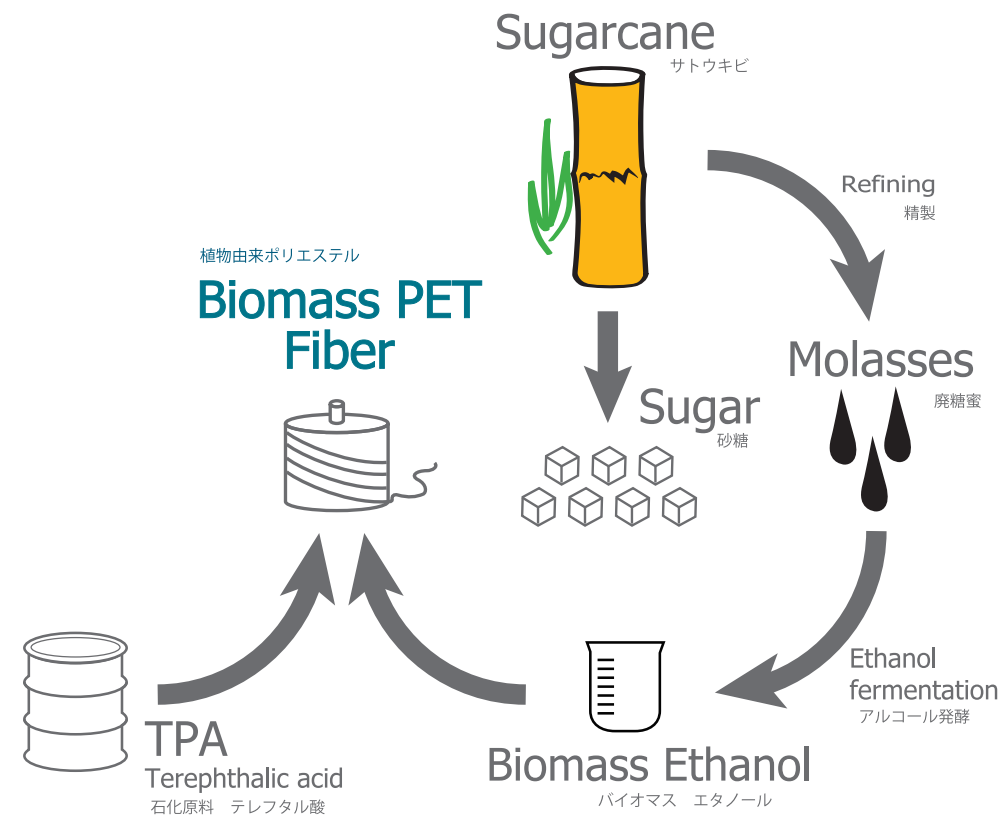 Sugarcane
サトウキビ
Refining
精製
植物由来ポリエステル
Biomass PET
Fiber
Molasses
廃糖蜜
Sugar
砂糖
Ethanol
fermentation
アルコール発酵
TPA
Terephthalic acid
石化原料　テレフタル酸
Biomass Ethanol
バイオマス　エタノール